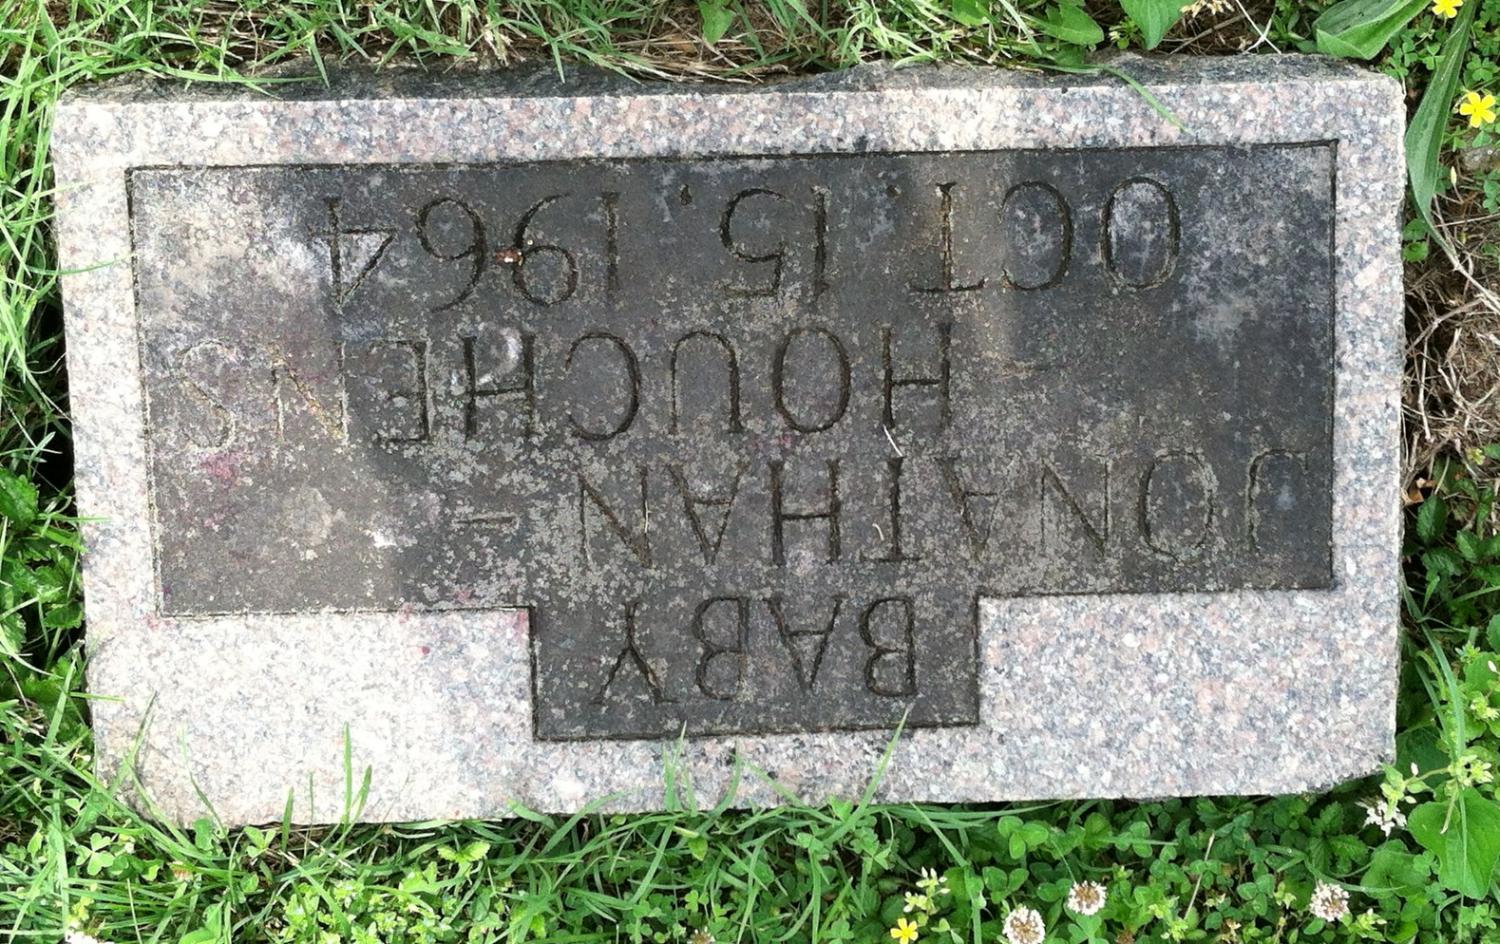 BABY
JONATHAN -
HOUCHENS
OCT. 15, 1964